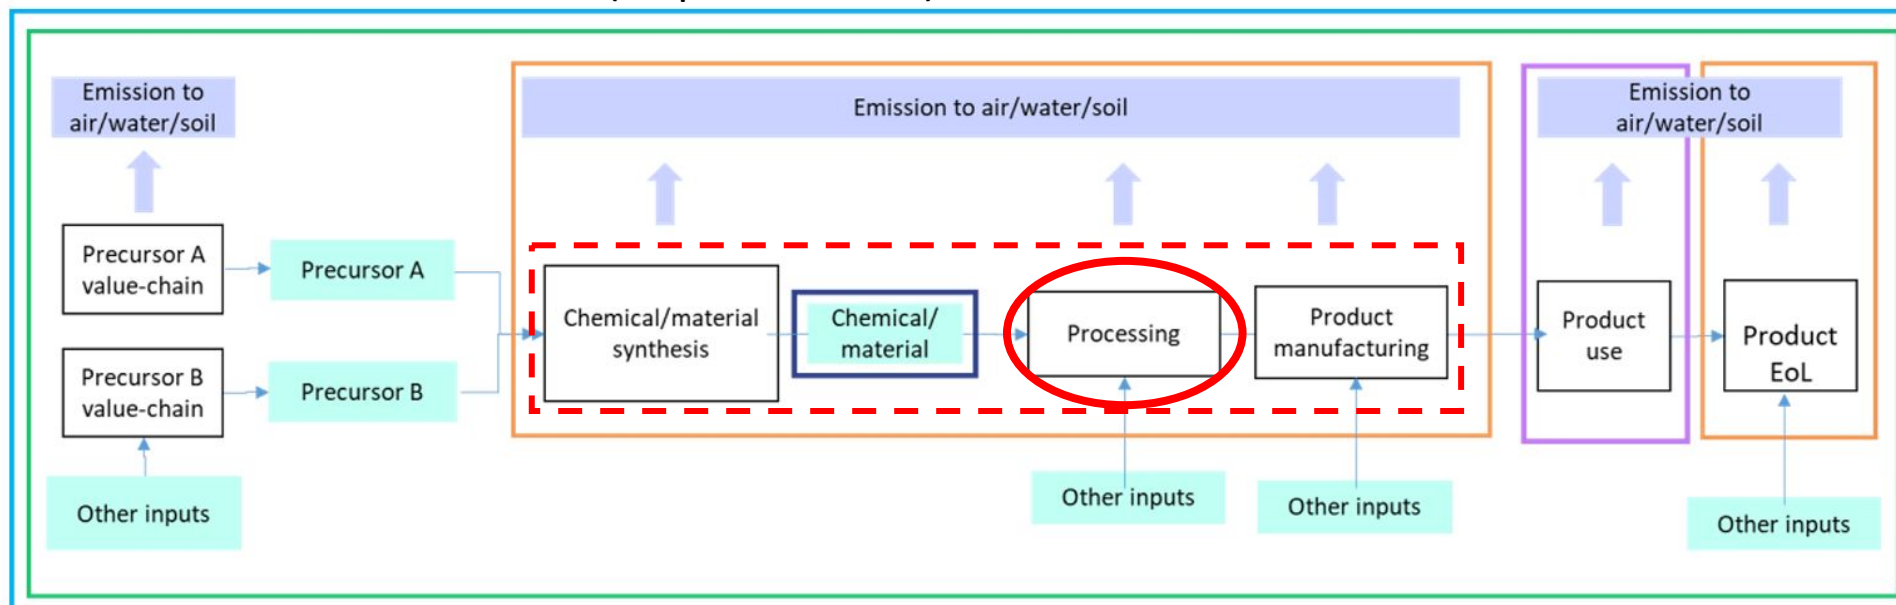 Emission to
air/water/soil
Emission to air/water/soil
Emission to
air/water/soil
Precursor A
value-chain
Precursor A
Chemical/material
synthesis
Chemical/
material
Processing
Product
manufacturing
Product
use
Product
EoL
Precursor B
value-chain
Precursor B
Other inputs
Other inputs
Other inputs
Other inputs